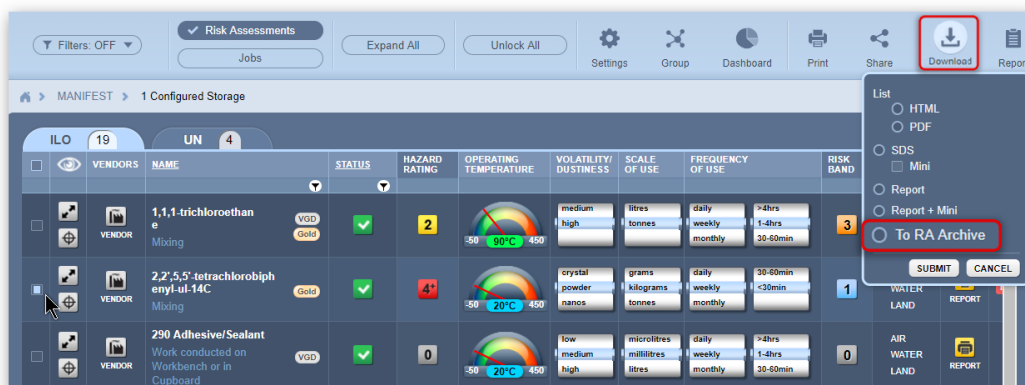 Filters: OFF
Risk Assessments
Jobs
Expand All
Unlock All
Settings
Group
Dashboard
Print
Share
Download
MANIFEST
1 Configured Storage
List
HTML
PDF
SDS
Mini
Report
Report + Mini
To RA Archive
SUBMIT CANCEL
ILO 19
UN 4
VENDORS
NAME
STATUS
HAZARD
RATING
OPERATING
TEMPERATURE
VOLATILITY/
DUSTINESS
SCALE
OF USE
FREQUENCY
OF USE
RISK
BAND
VENDOR
1,1,1-trichloroethan
e
Mixing
VGD
Gold
2
-50 90°C 450
medium
high
litres
tonnes
daily
weekly
monthly
>4hrs
1-4hrs
30-60min
3
VENDOR
2,2',5,5'-tetrachlorobiph
enyl-ul-14C
Mixing
Gold
4+
-50 20°C 450
crystal
powder
nanos
grams
kilograms
tonnes
daily
weekly
monthly
30-60min
<30min
1
WATER
LAND
REPORT
VENDOR
290 Adhesive/Sealant
Work conducted on
Workbench or in
Cupboard
VGD
0
-50 20°C 450
low
medium
high
microlitres
millilitres
litres
daily
weekly
monthly
>4hrs
1-4hrs
30-60min
0
AIR
WATER
LAND
REPORT